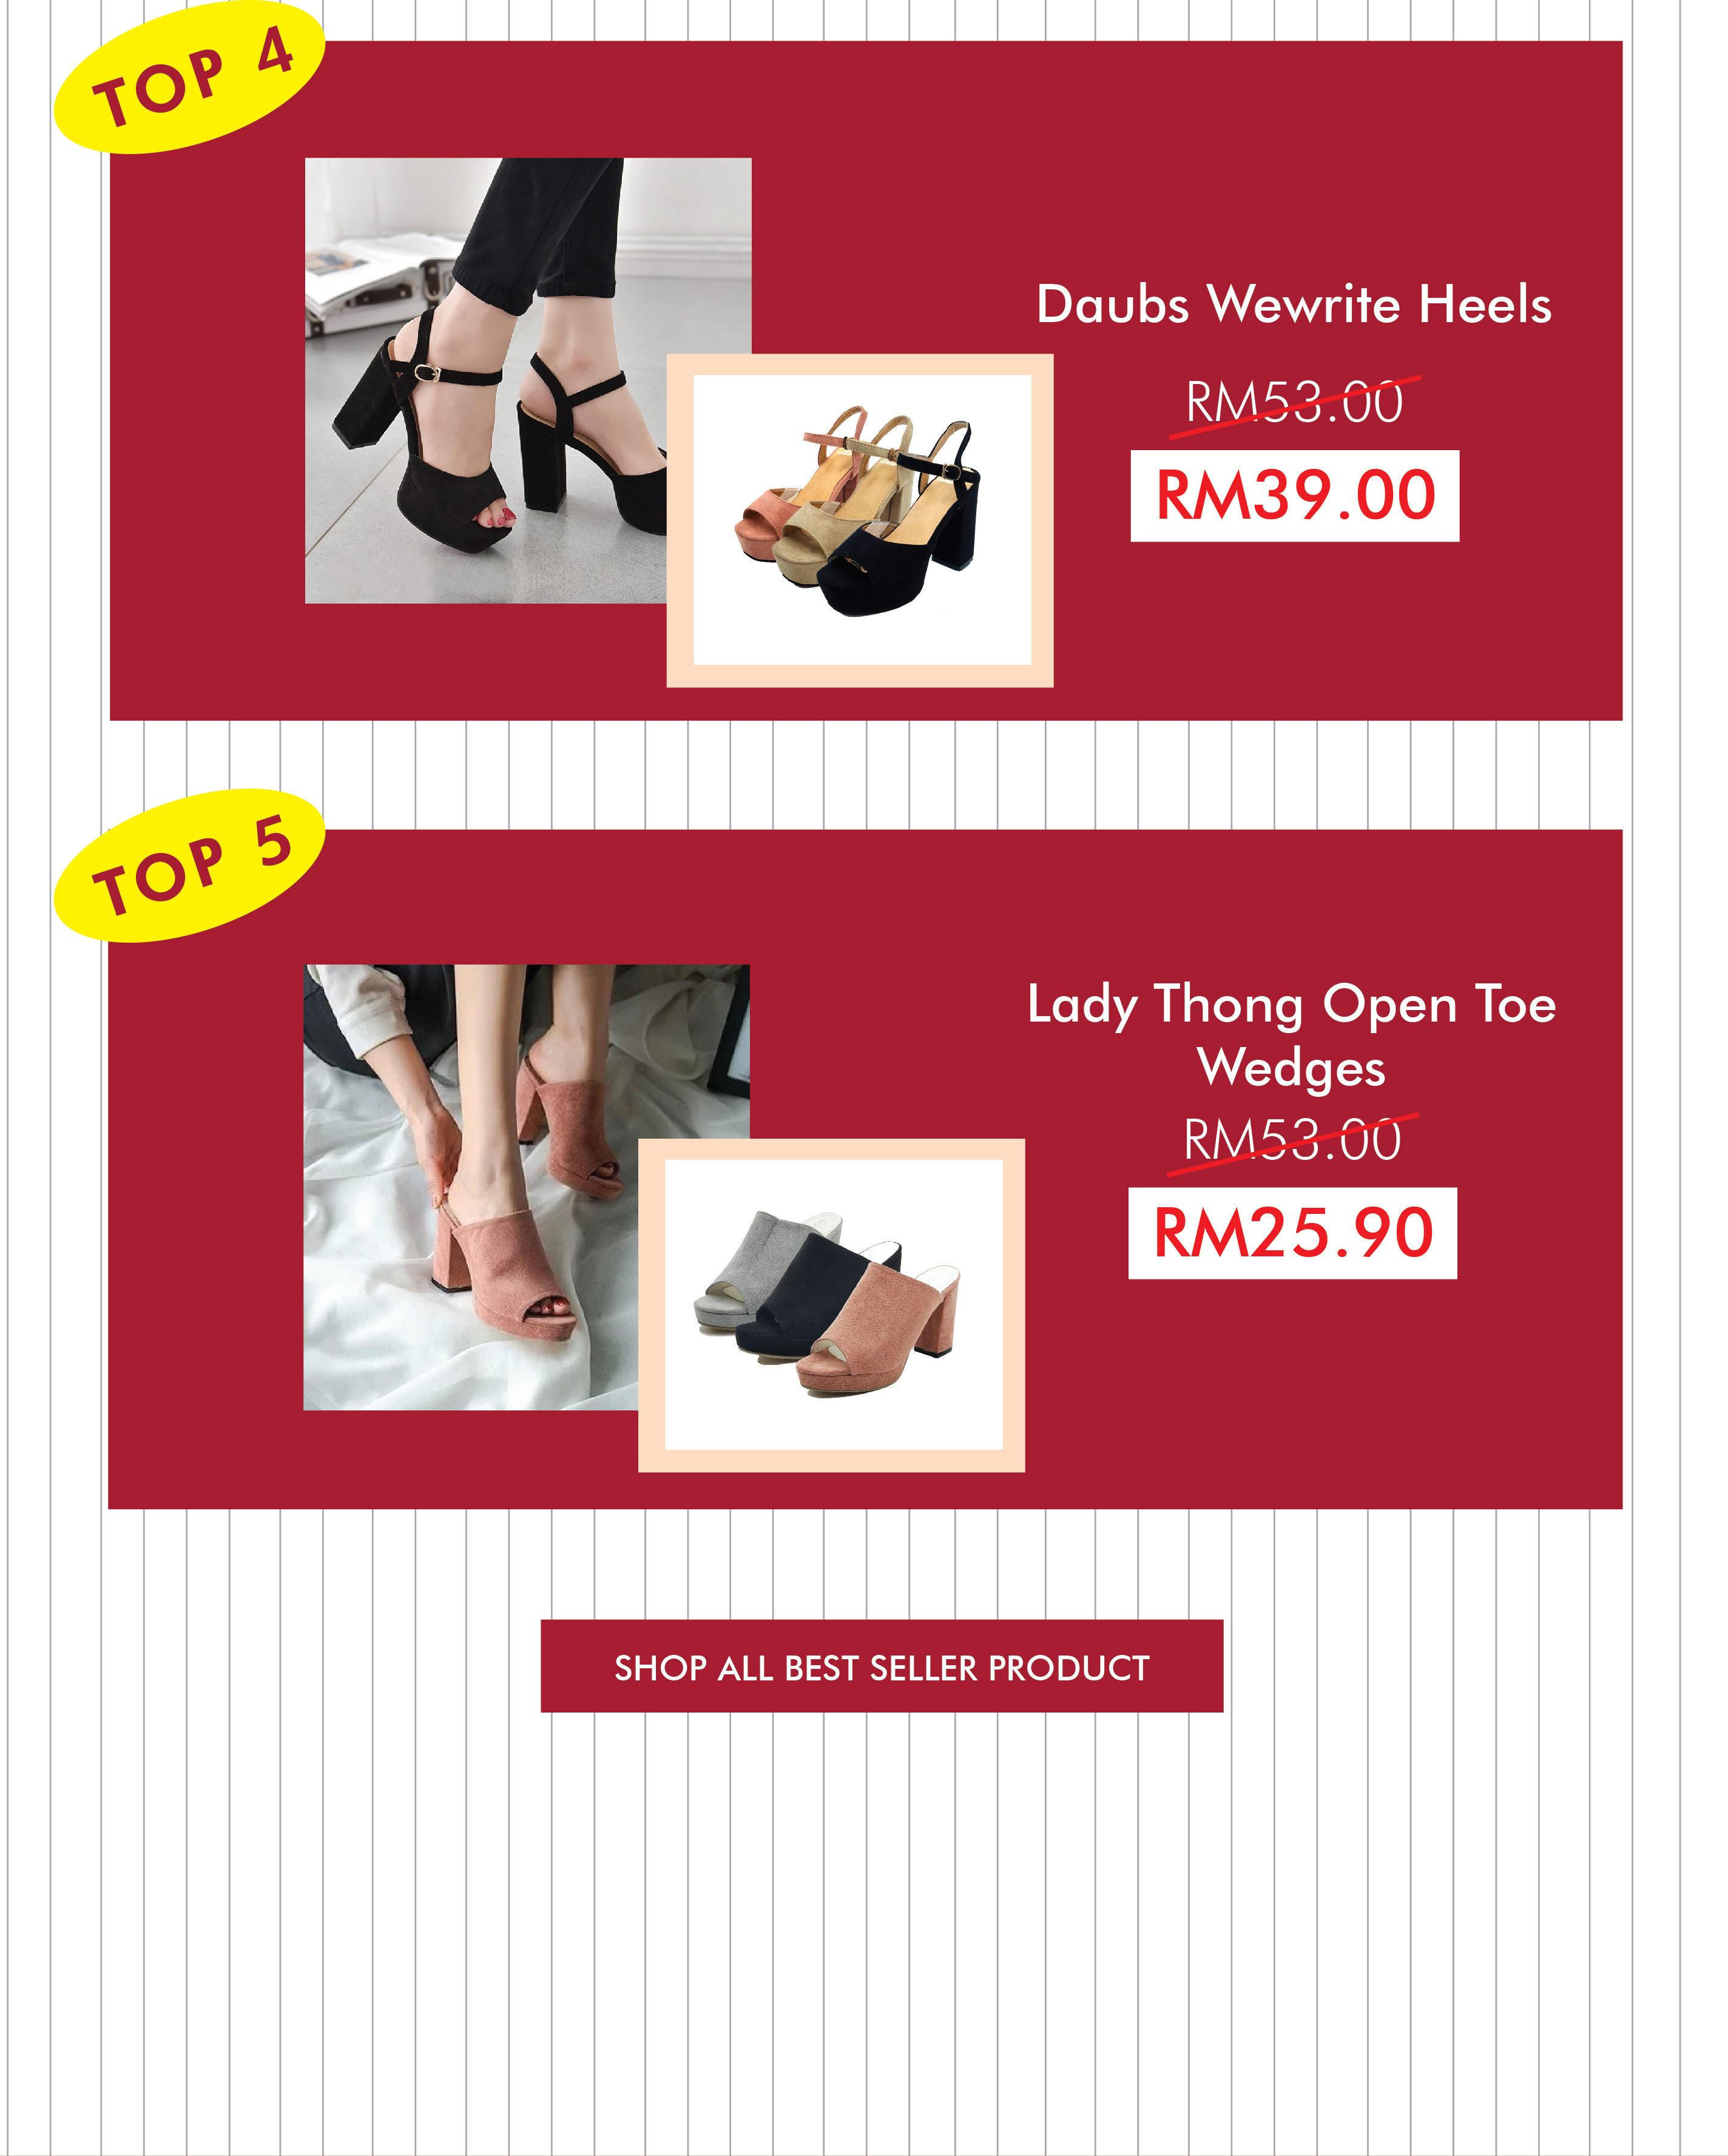 TOP 4
Daubs Wewrite Heels
RM53.00
RM39.00
TOP 5
Lady Thong Open Toe
Wedges
RM53.00
RM25.90
SHOP ALL BEST SELLER PRODUCT